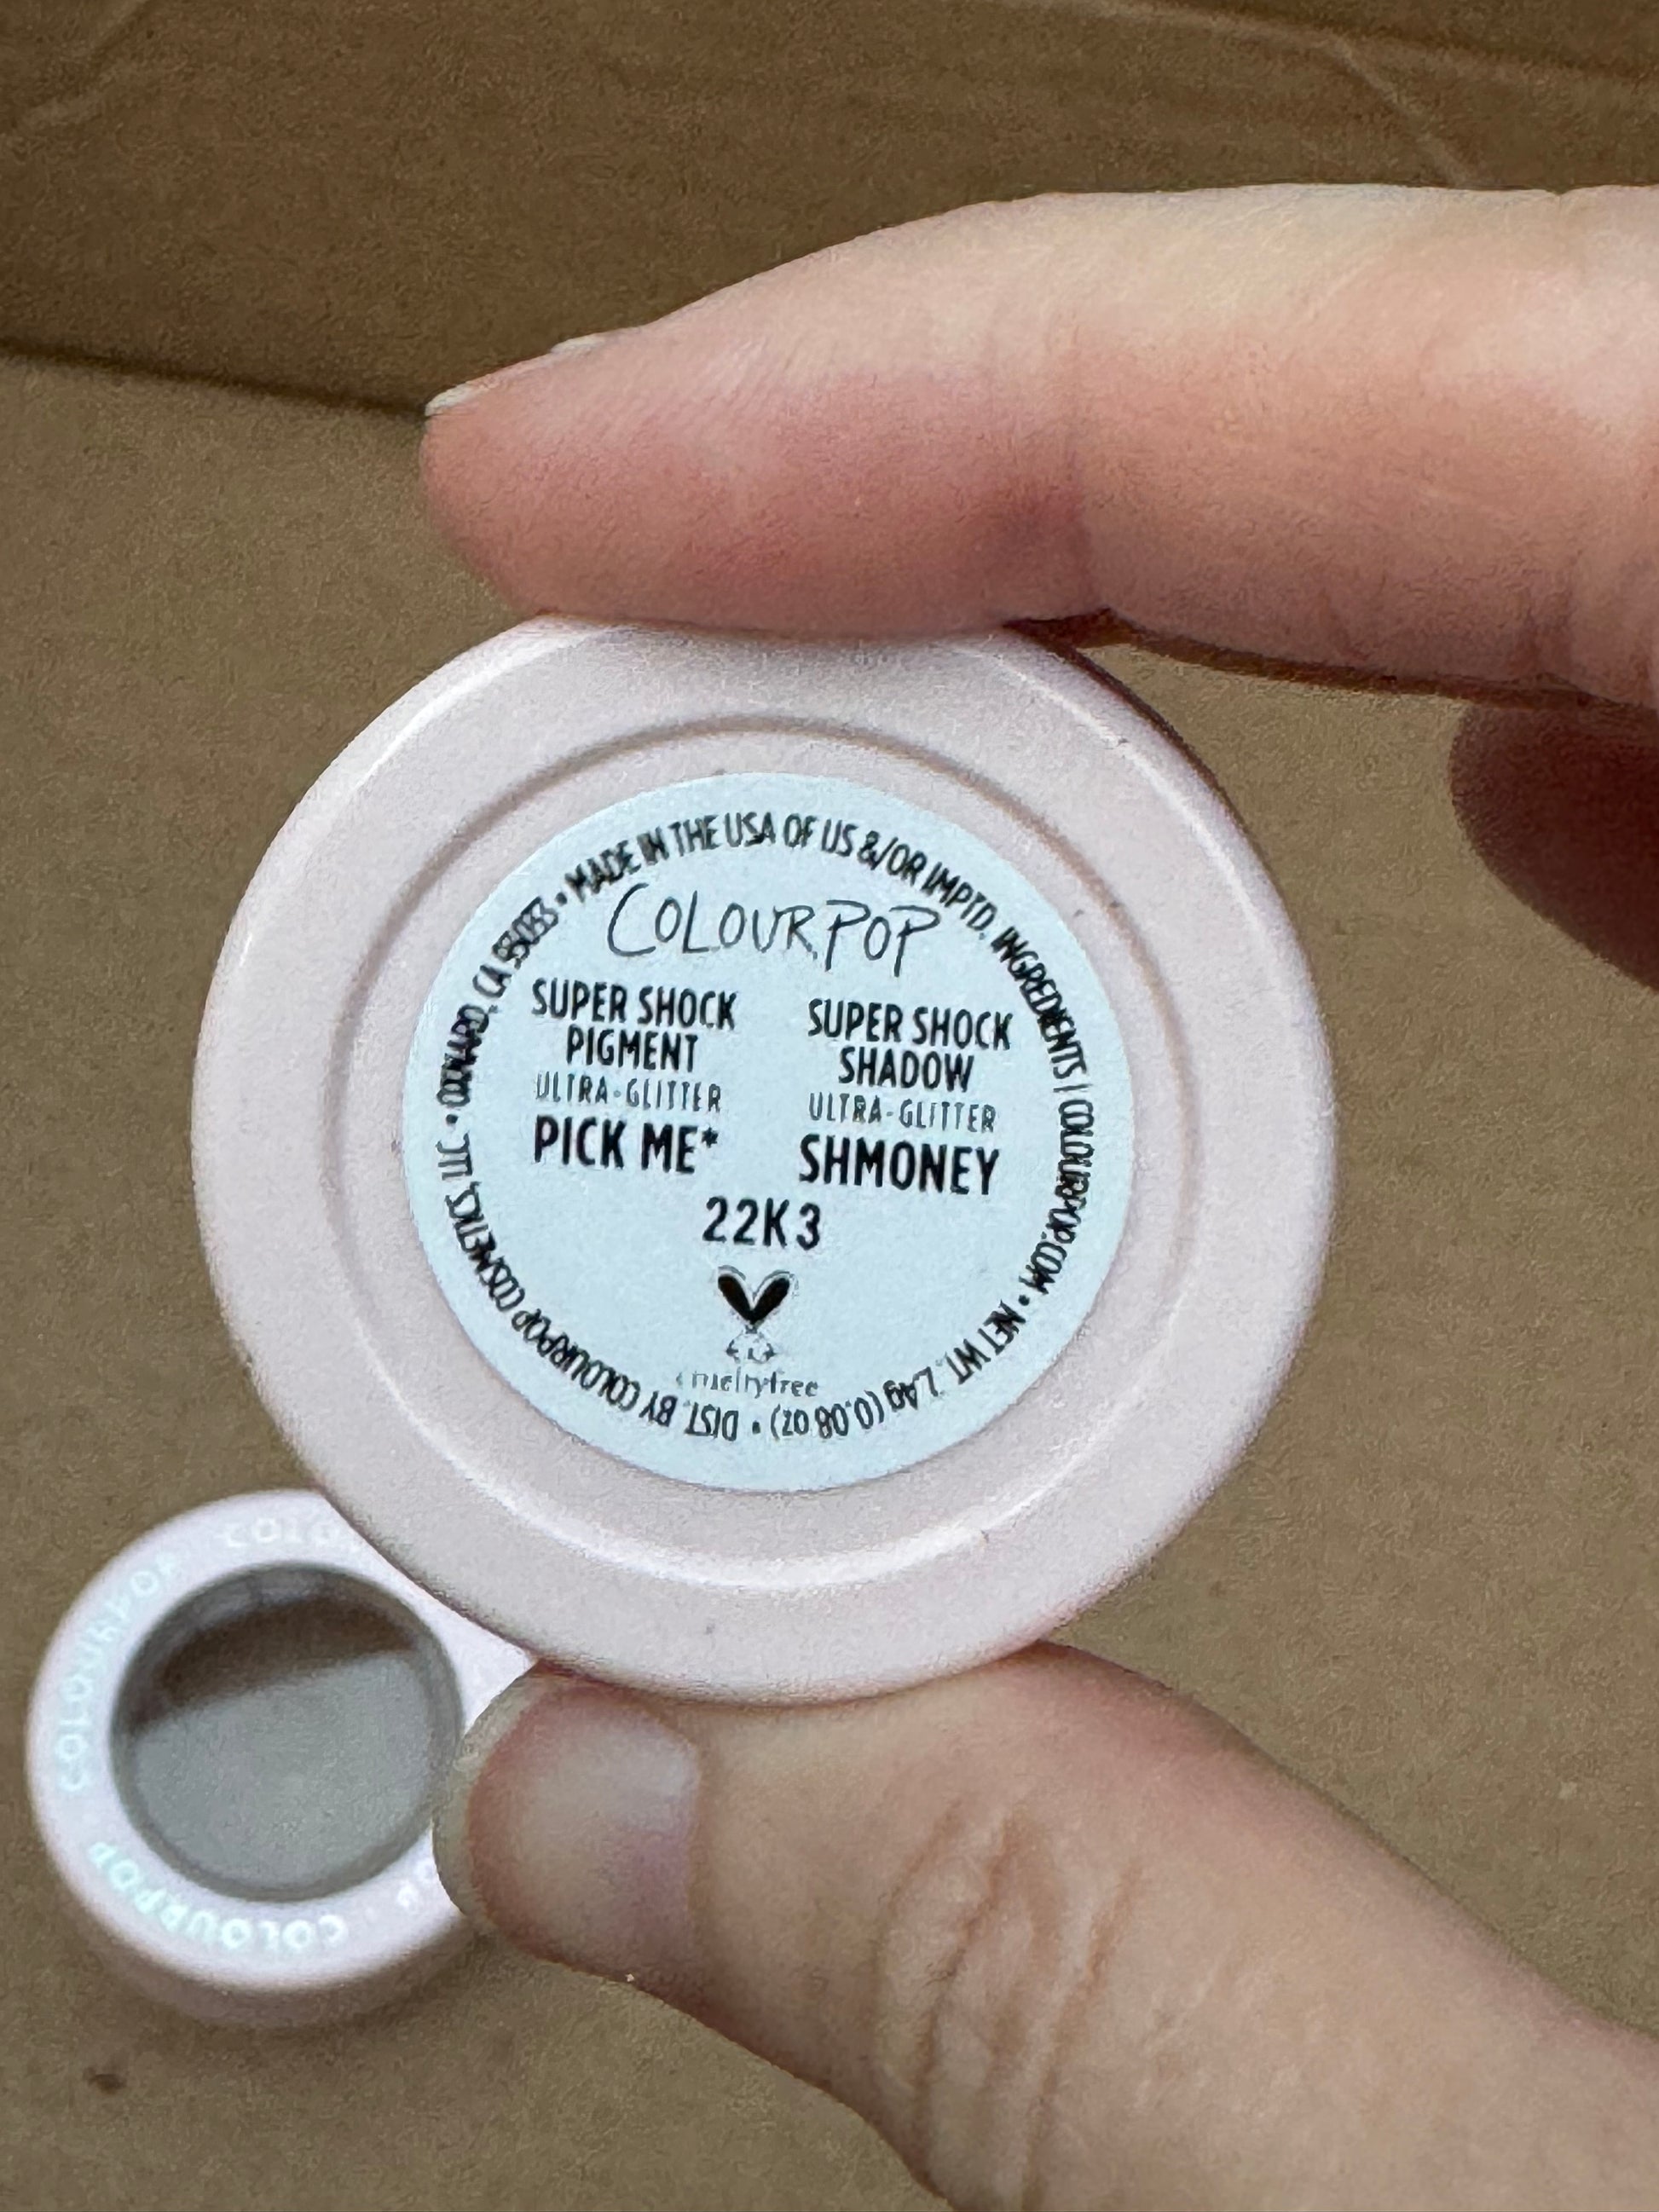 MADE IN THE USA OF US &/OR IMPTD. INGREDIENTS | COLOURPOP.COM • NET WT. 2.4g (0.08 oz) • DIST. BY COLOURPOP COSMETICS, LLC • OXNARD, CA 93033 •
COLOURPOP
SUPER SHOCK
PIGMENT
ULTRA-GLITTER
PICK ME*
SUPER SHOCK
SHADOW
ULTRA-GLITTER
SHMONEY
22K3
crueltyfree
COLOURPOP
COLOURPOP
COLOURPOP